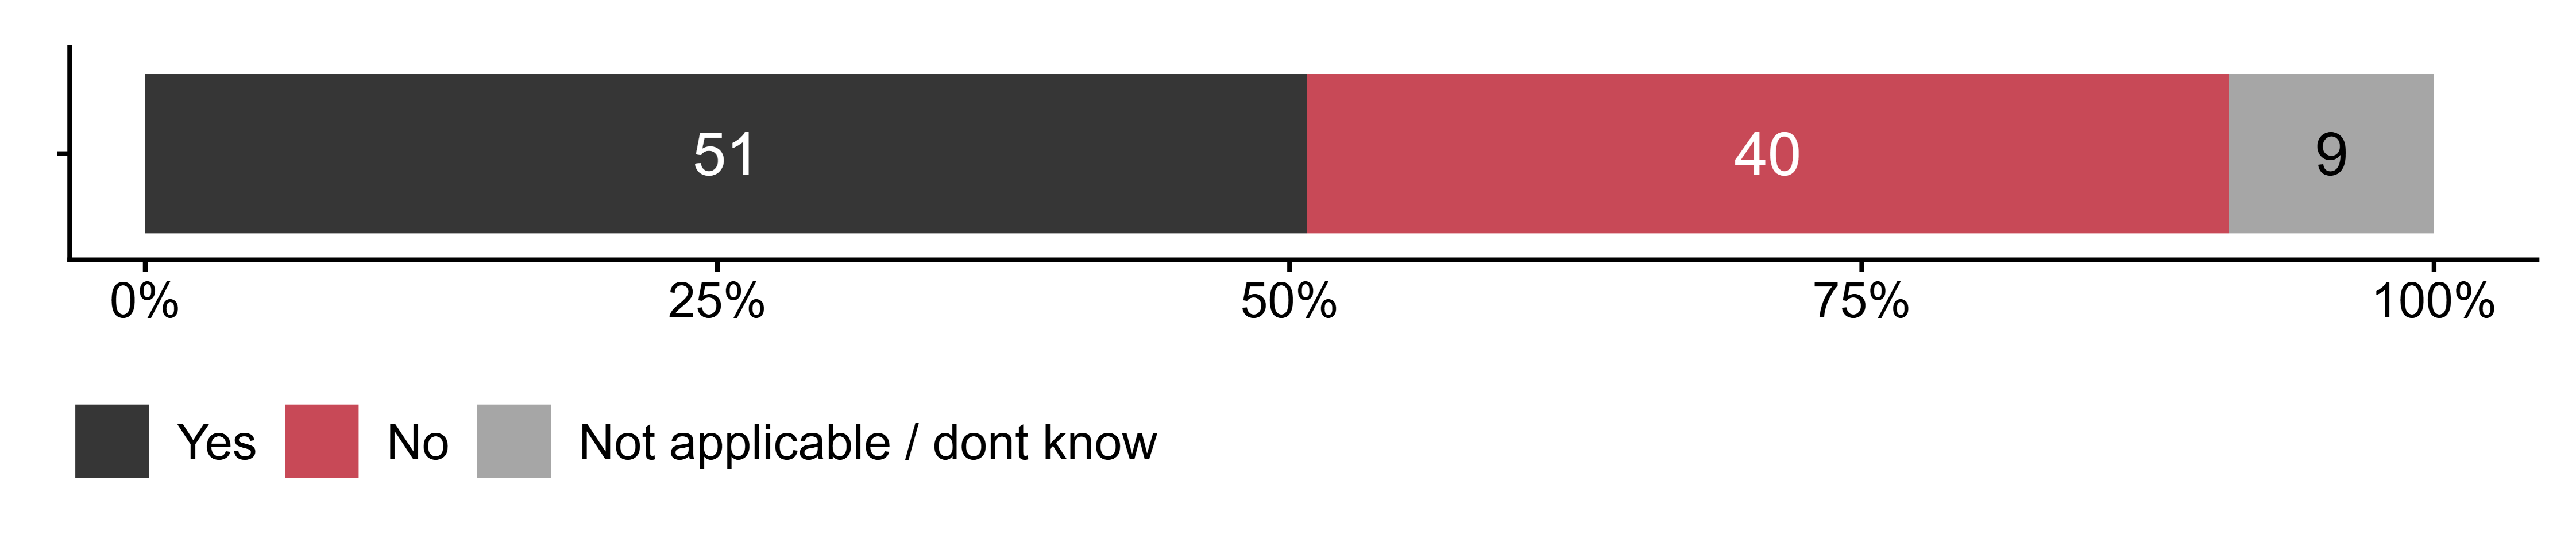 51 40 9
0% 25% 50% 75% 100%
Yes No Not applicable / dont know